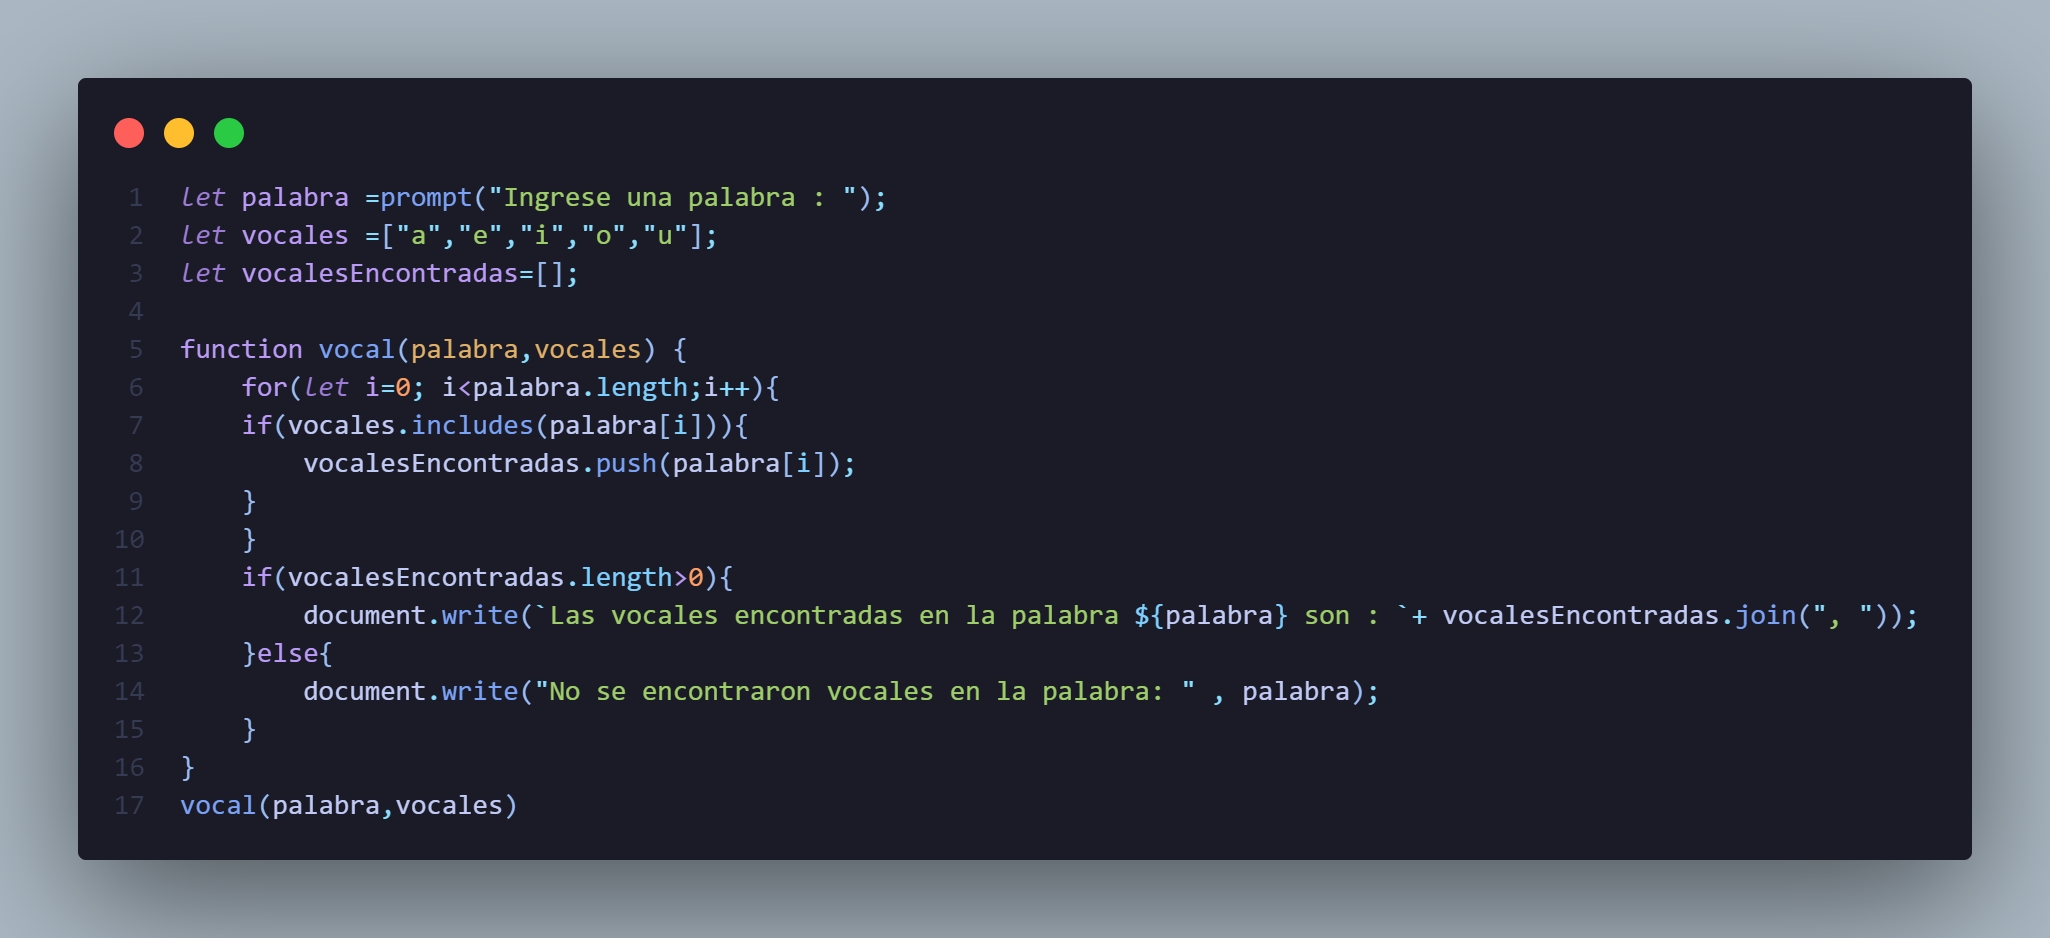 1 let palabra =prompt("Ingrese una palabra : ");
2 let vocales =["a","e","i","o","u"];
3 let vocalesEncontradas=[];
4
5 function vocal(palabra,vocales) {
6     for(let i=0; i<palabra.length;i++){
7     if(vocales.includes(palabra[i])){
8         vocalesEncontradas.push(palabra[i]);
9     }
10     }
11     if(vocalesEncontradas.length>0){
12         document.write(`Las vocales encontradas en la palabra ${palabra} son : `+ vocalesEncontradas.join(", "));
13     }else{
14         document.write("No se encontraron vocales en la palabra: " , palabra);
15     }
16 }
17 vocal(palabra,vocales)